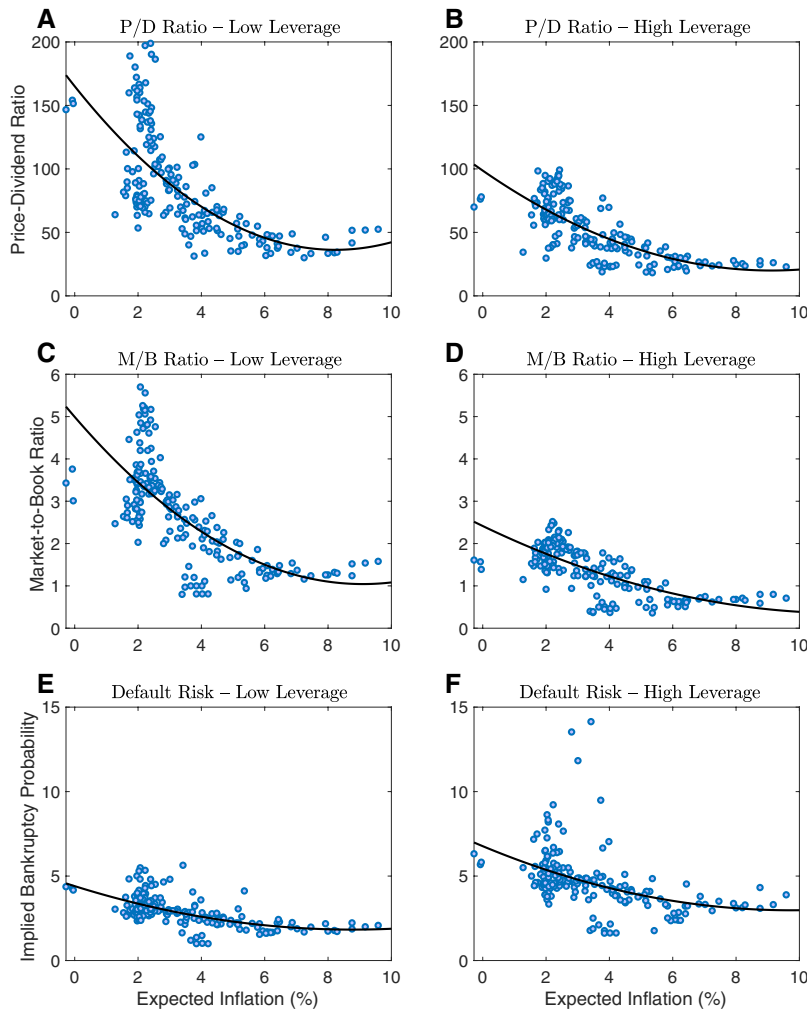 A
P/D Ratio – Low Leverage
B
P/D Ratio – High Leverage
Price-Dividend Ratio
200
150
100
50
0
0 2 4 6 8 10
200
150
100
50
0
0 2 4 6 8 10
C
M/B Ratio – Low Leverage
D
M/B Ratio – High Leverage
Market-to-Book Ratio
6
5
4
3
2
1
0
0 2 4 6 8 10
6
5
4
3
2
1
0
0 2 4 6 8 10
E
Default Risk – Low Leverage
F
Default Risk – High Leverage
Implied Bankruptcy Probability
15
10
5
0
0 2 4 6 8 10
Expected Inflation (%)
15
10
5
0
0 2 4 6 8 10
Expected Inflation (%)